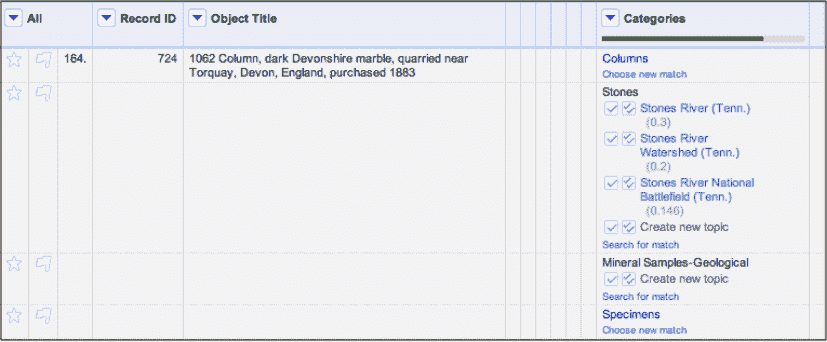 All Record ID Object Title Categories
164. 724 1062 Column, dark Devonshire marble, quarried near Columns
Torquay, Devon, England, purchased 1883 Choose new match
Stones
Stones River (Tenn.)
(0.3)
Stones River
Watershed (Tenn.)
(0.2)
Stones River National
Battlefield (Tenn.)
(0.146)
Create new topic
Search for match
Mineral Samples-Geological
Create new topic
Search for match
Specimens
Choose new match